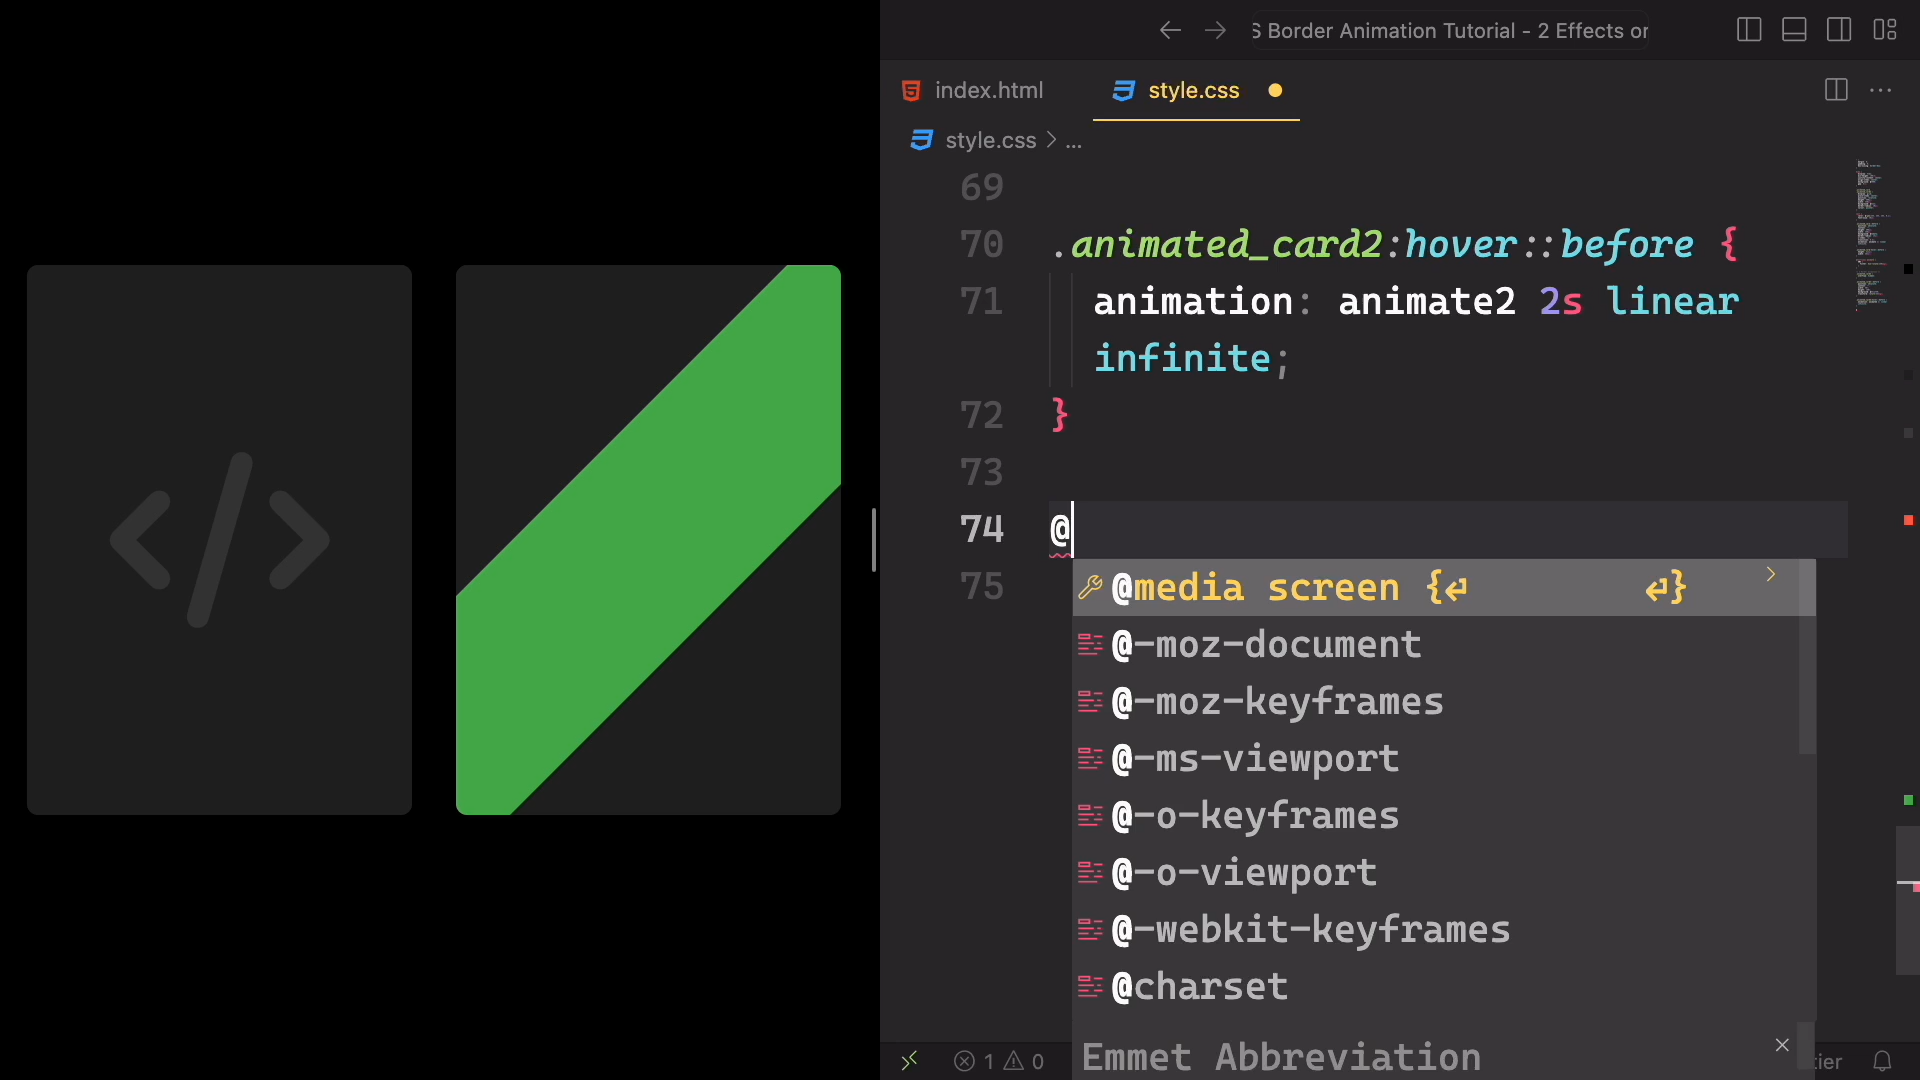 S Border Animation Tutorial - 2 Effects or
index.html
style.css
style.css > ...
69
70 .animated_card2:hover::before {
71 animation: animate2 2s linear
infinite;
72 }
73
74 @
75
@media screen {↵ ↵}
@-moz-document
@-moz-keyframes
@-ms-viewport
@-o-keyframes
@-o-viewport
@-webkit-keyframes
@charset
Emmet Abbreviation
1 0
tier